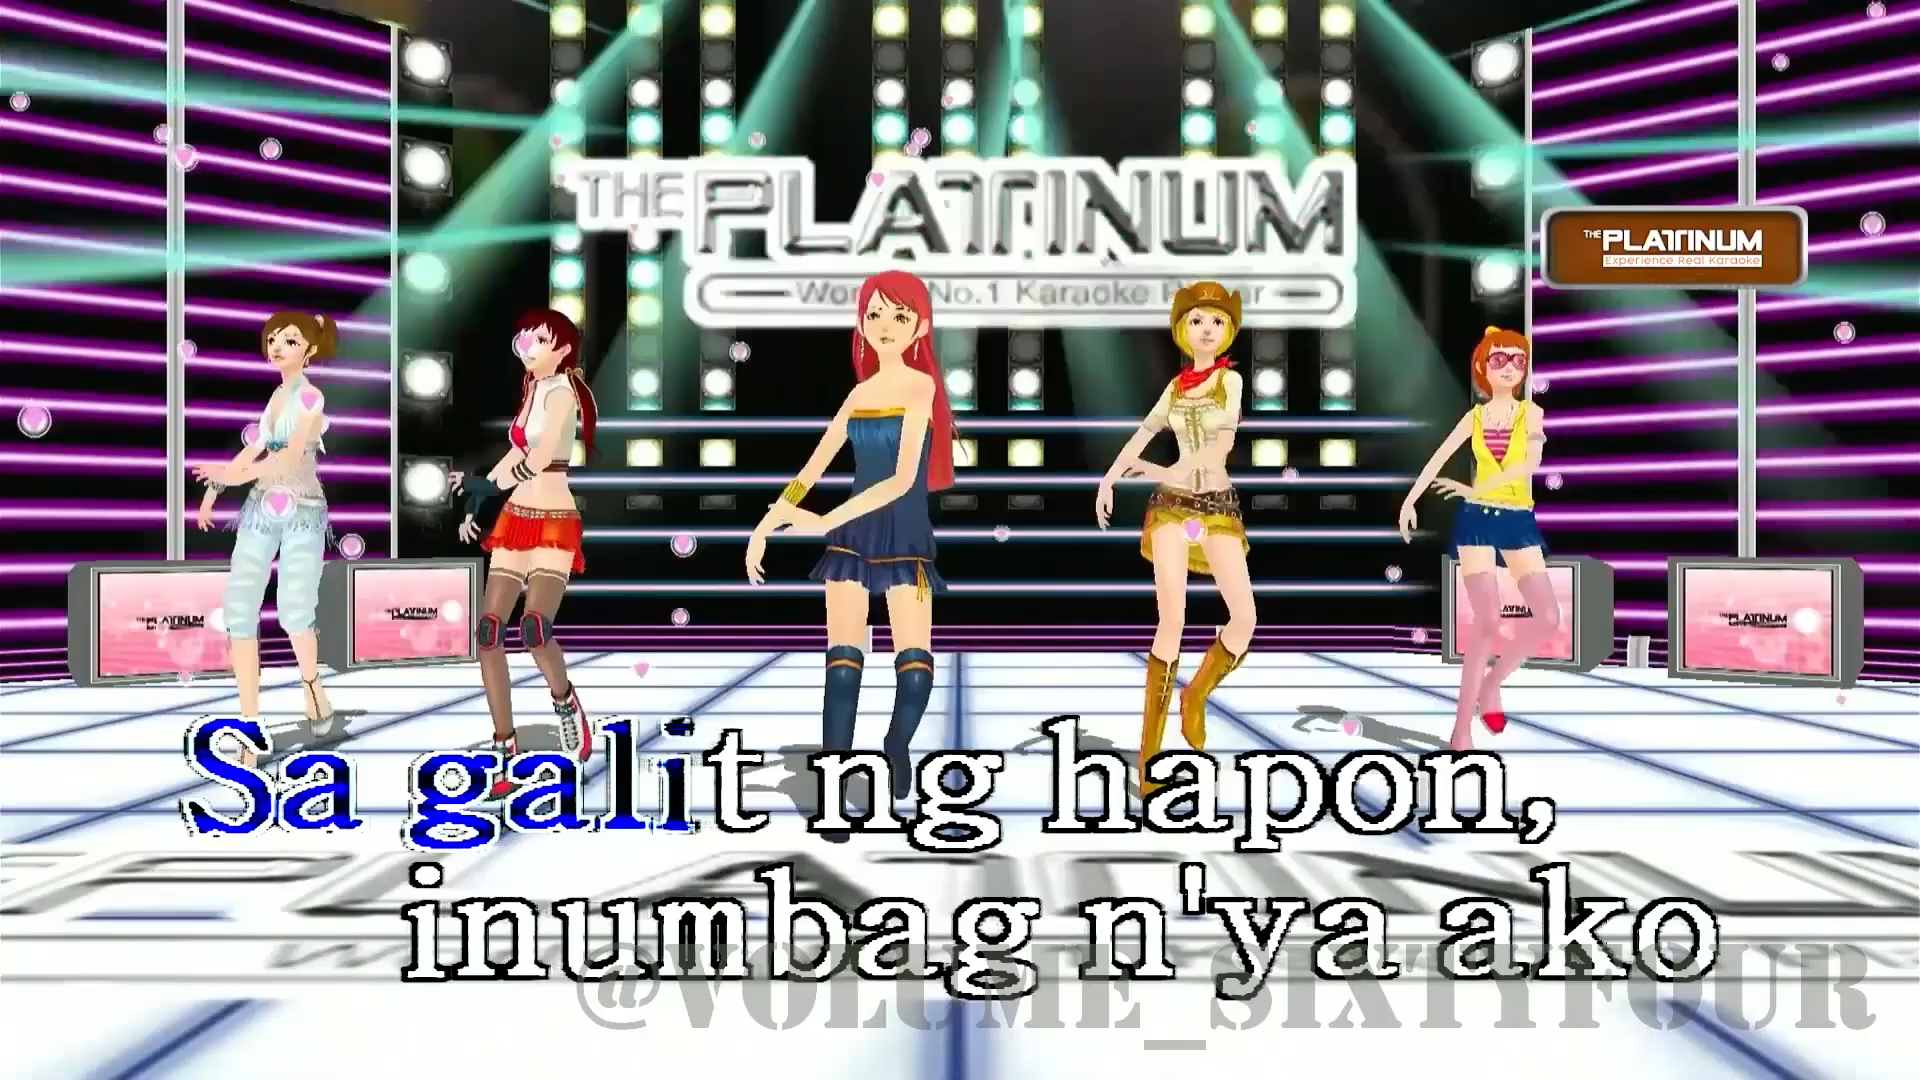 THE PLATINUM
No.1 Karaoke
THE PLATINUM
Experience Real Karaoke
THE PLATINUM
THE PLATINUM
PLATINUM
THE PLATINUM
Sa galit ng hapon,
inumbag n'ya ako
@VOLUME_SIXTYFOUR